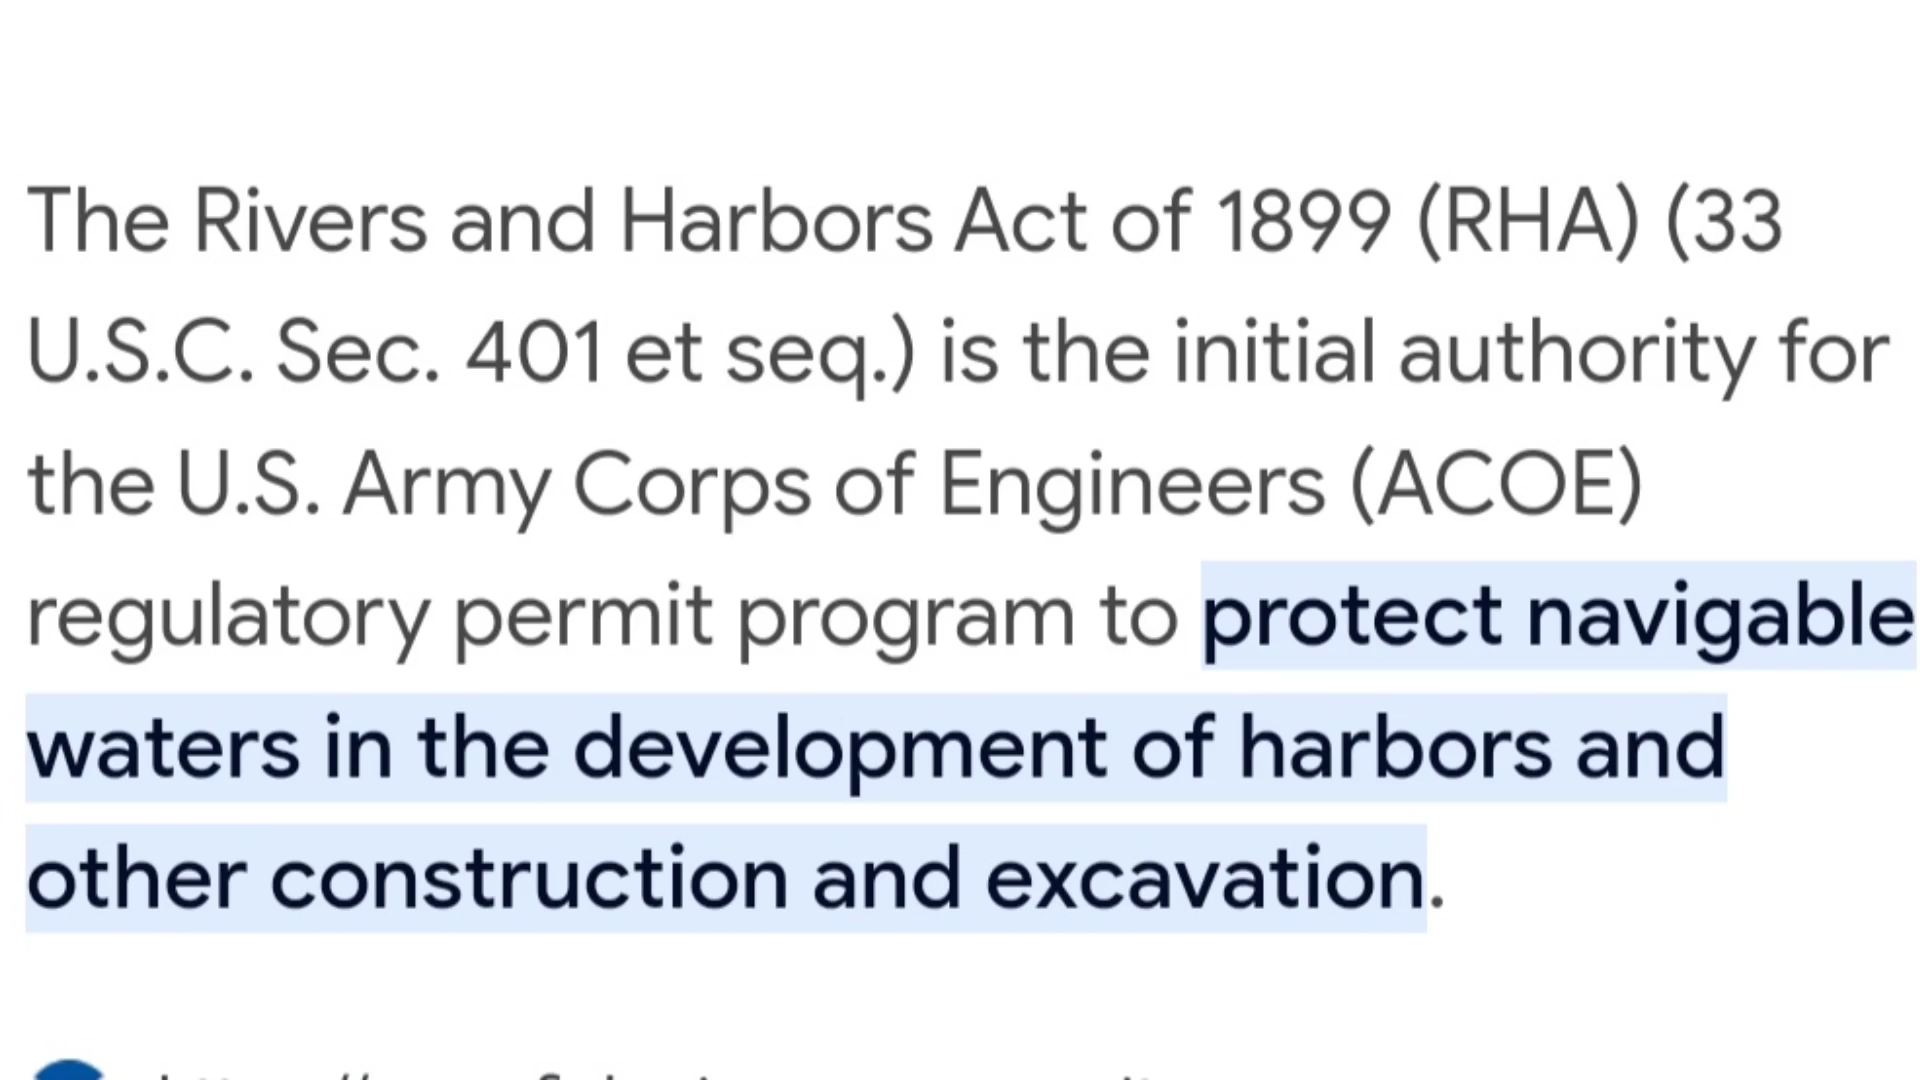 The Rivers and Harbors Act of 1899 (RHA) (33
U.S.C. Sec. 401 et seq.) is the initial authority for
the U.S. Army Corps of Engineers (ACOE)
regulatory permit program to protect navigable
waters in the development of harbors and
other construction and excavation.